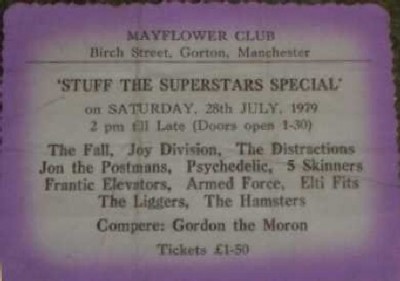 MAYFLOWER CLUB
Birch Street, Gorton, Manchester
'STUFF THE SUPERSTARS SPECIAL'
on SATURDAY, 28th JULY, 1979
2 pm till Late (Doors open 1-30)
The Fall, Joy Division, The Distractions
Jon the Postmans, Psychedelic, 5 Skinners
Frantic Elevators, Armed Force, Elti Fits
The Liggers, The Hamsters
Compere: Gordon the Moron
Tickets £1-50